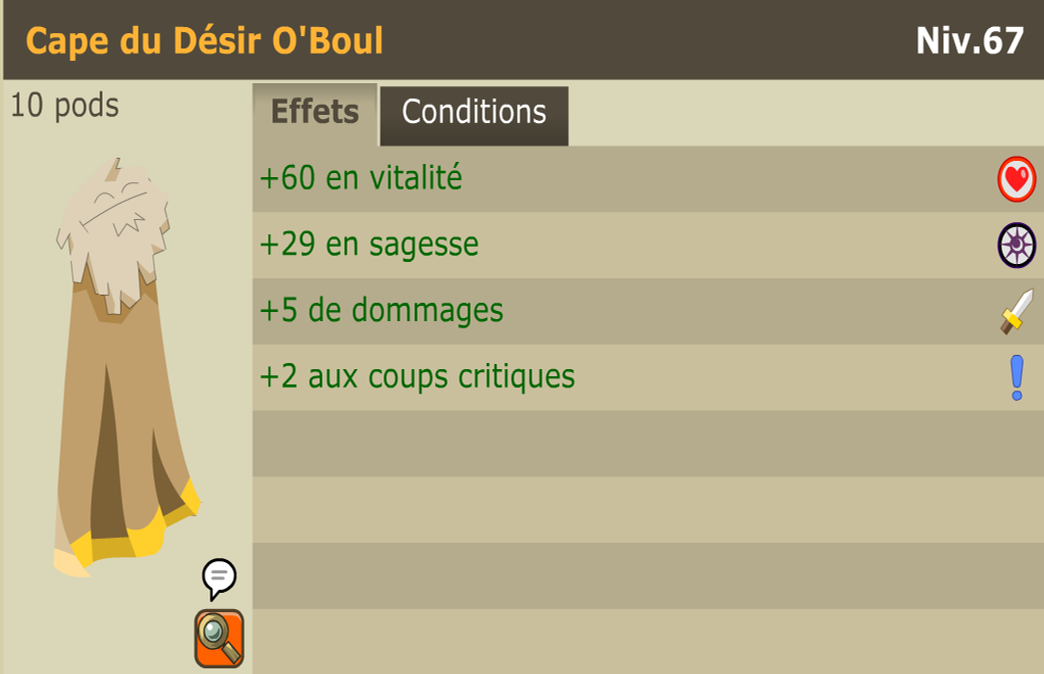 Cape du Désir O'Boul
Niv.67
10 pods
Effets
Conditions
+60 en vitalité
+29 en sagesse
+5 de dommages
+2 aux coups critiques